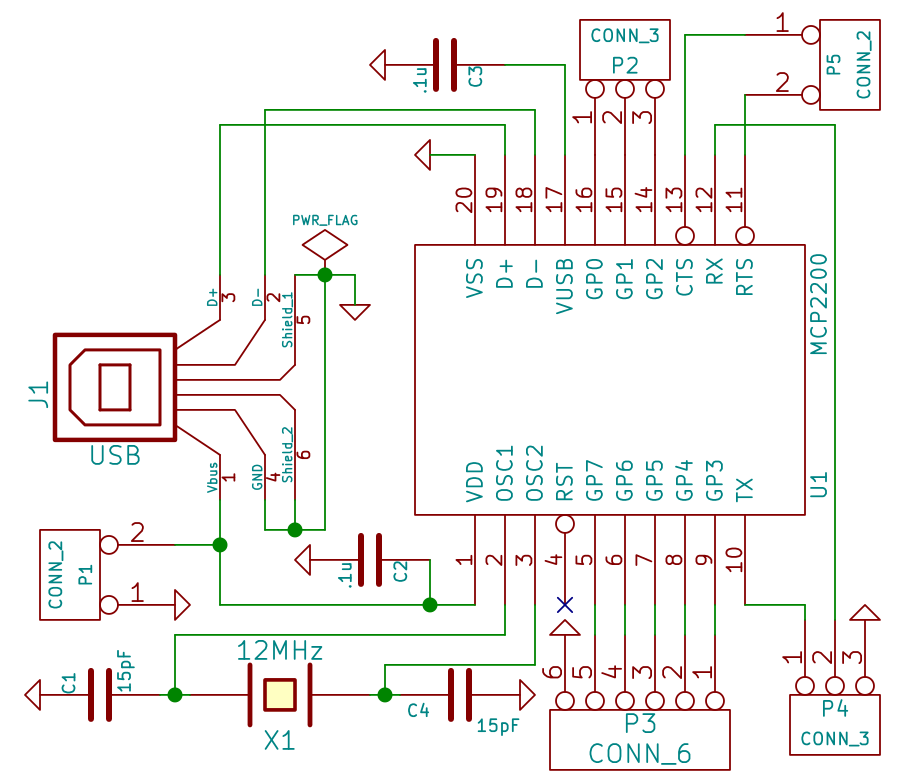 CONN_3
P2
1
2
3
1
2
P5
CONN_2
.1u
C3
20
19
18
17
16
15
14
13
12
11
VSS
D+
D-
VUSB
GP0
GP1
GP2
CTS
RX
RTS
MCP2200
U1
PWR_FLAG
D+
3
D-
2
Shield_1
5
J1
USB
Vbus
1
GND
4
Shield_2
6
VDD
OSC1
OSC2
RST
GP7
GP6
GP5
GP4
GP3
TX
1
2
3
4
5
6
7
8
9
10
CONN_2
P1
2
1
.1u
C2
12MHz
X1
C1
15pF
C4
15pF
6
5
4
3
2
1
P3
CONN_6
1
2
3
P4
CONN_3